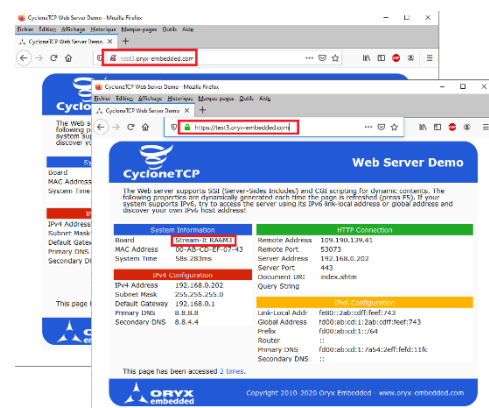 CycloneTCP Web Server Demo - Mozilla Firefox
Fichier Édition Affichage Historique Marque-pages Outils Aide
CycloneTCP Web Server Demo
test3.oryx-embedded.com
Cyclo
The Web s
following p
system sup
discover yo
Sy
Board
MAC Address
System Time
IPv4 Address
Subnet Mask
Default Gatew
Primary DNS
Secondary D
This page
CycloneTCP Web Server Demo - Mozilla Firefox
Fichier Édition Affichage Historique Marque-pages Outils Aide
CycloneTCP Web Server Demo
https://test3.oryx-embedded.com
CycloneTCP
Web Server Demo
The Web server supports SSI (Server-Sides Includes) and CGI scripting for dynamic contents. The
following properties are dynamically generated each time the page is refreshed (press F5). If your
system supports IPv6, try to access the server using its IPv6 link-local address or global address and
discover your own IPv6 host address!
System Information
Board Stream-It RA6M3
MAC Address 00-AB-CD-EF-07-43
System Time 58s 283ms
HTTP Connection
Remote Address 109.190.139.41
Remote Port 53073
Server Address 192.168.0.202
Server Port 443
Document URI index.shtm
Query String
IPv4 Configuration
IPv4 Address 192.168.0.202
Subnet Mask 255.255.255.0
Default Gateway 192.168.0.1
Primary DNS 8.8.8.8
Secondary DNS 8.8.4.4
IPv6 Configuration
Link-Local Addr fe80::2ab:cdff:feef:743
Global Address fd00:ab:cd:1:2ab:cdff:feef:743
Prefix fd00:ab:cd:1::/64
Router ::
Primary DNS fd00:ab:cd:1:7a54:2eff:fefd:11fc
Secondary DNS ::
This page has been accessed 2 times.
ORYX
embedded
Copyright 2010-2020 Oryx Embedded - www.oryx-embedded.com